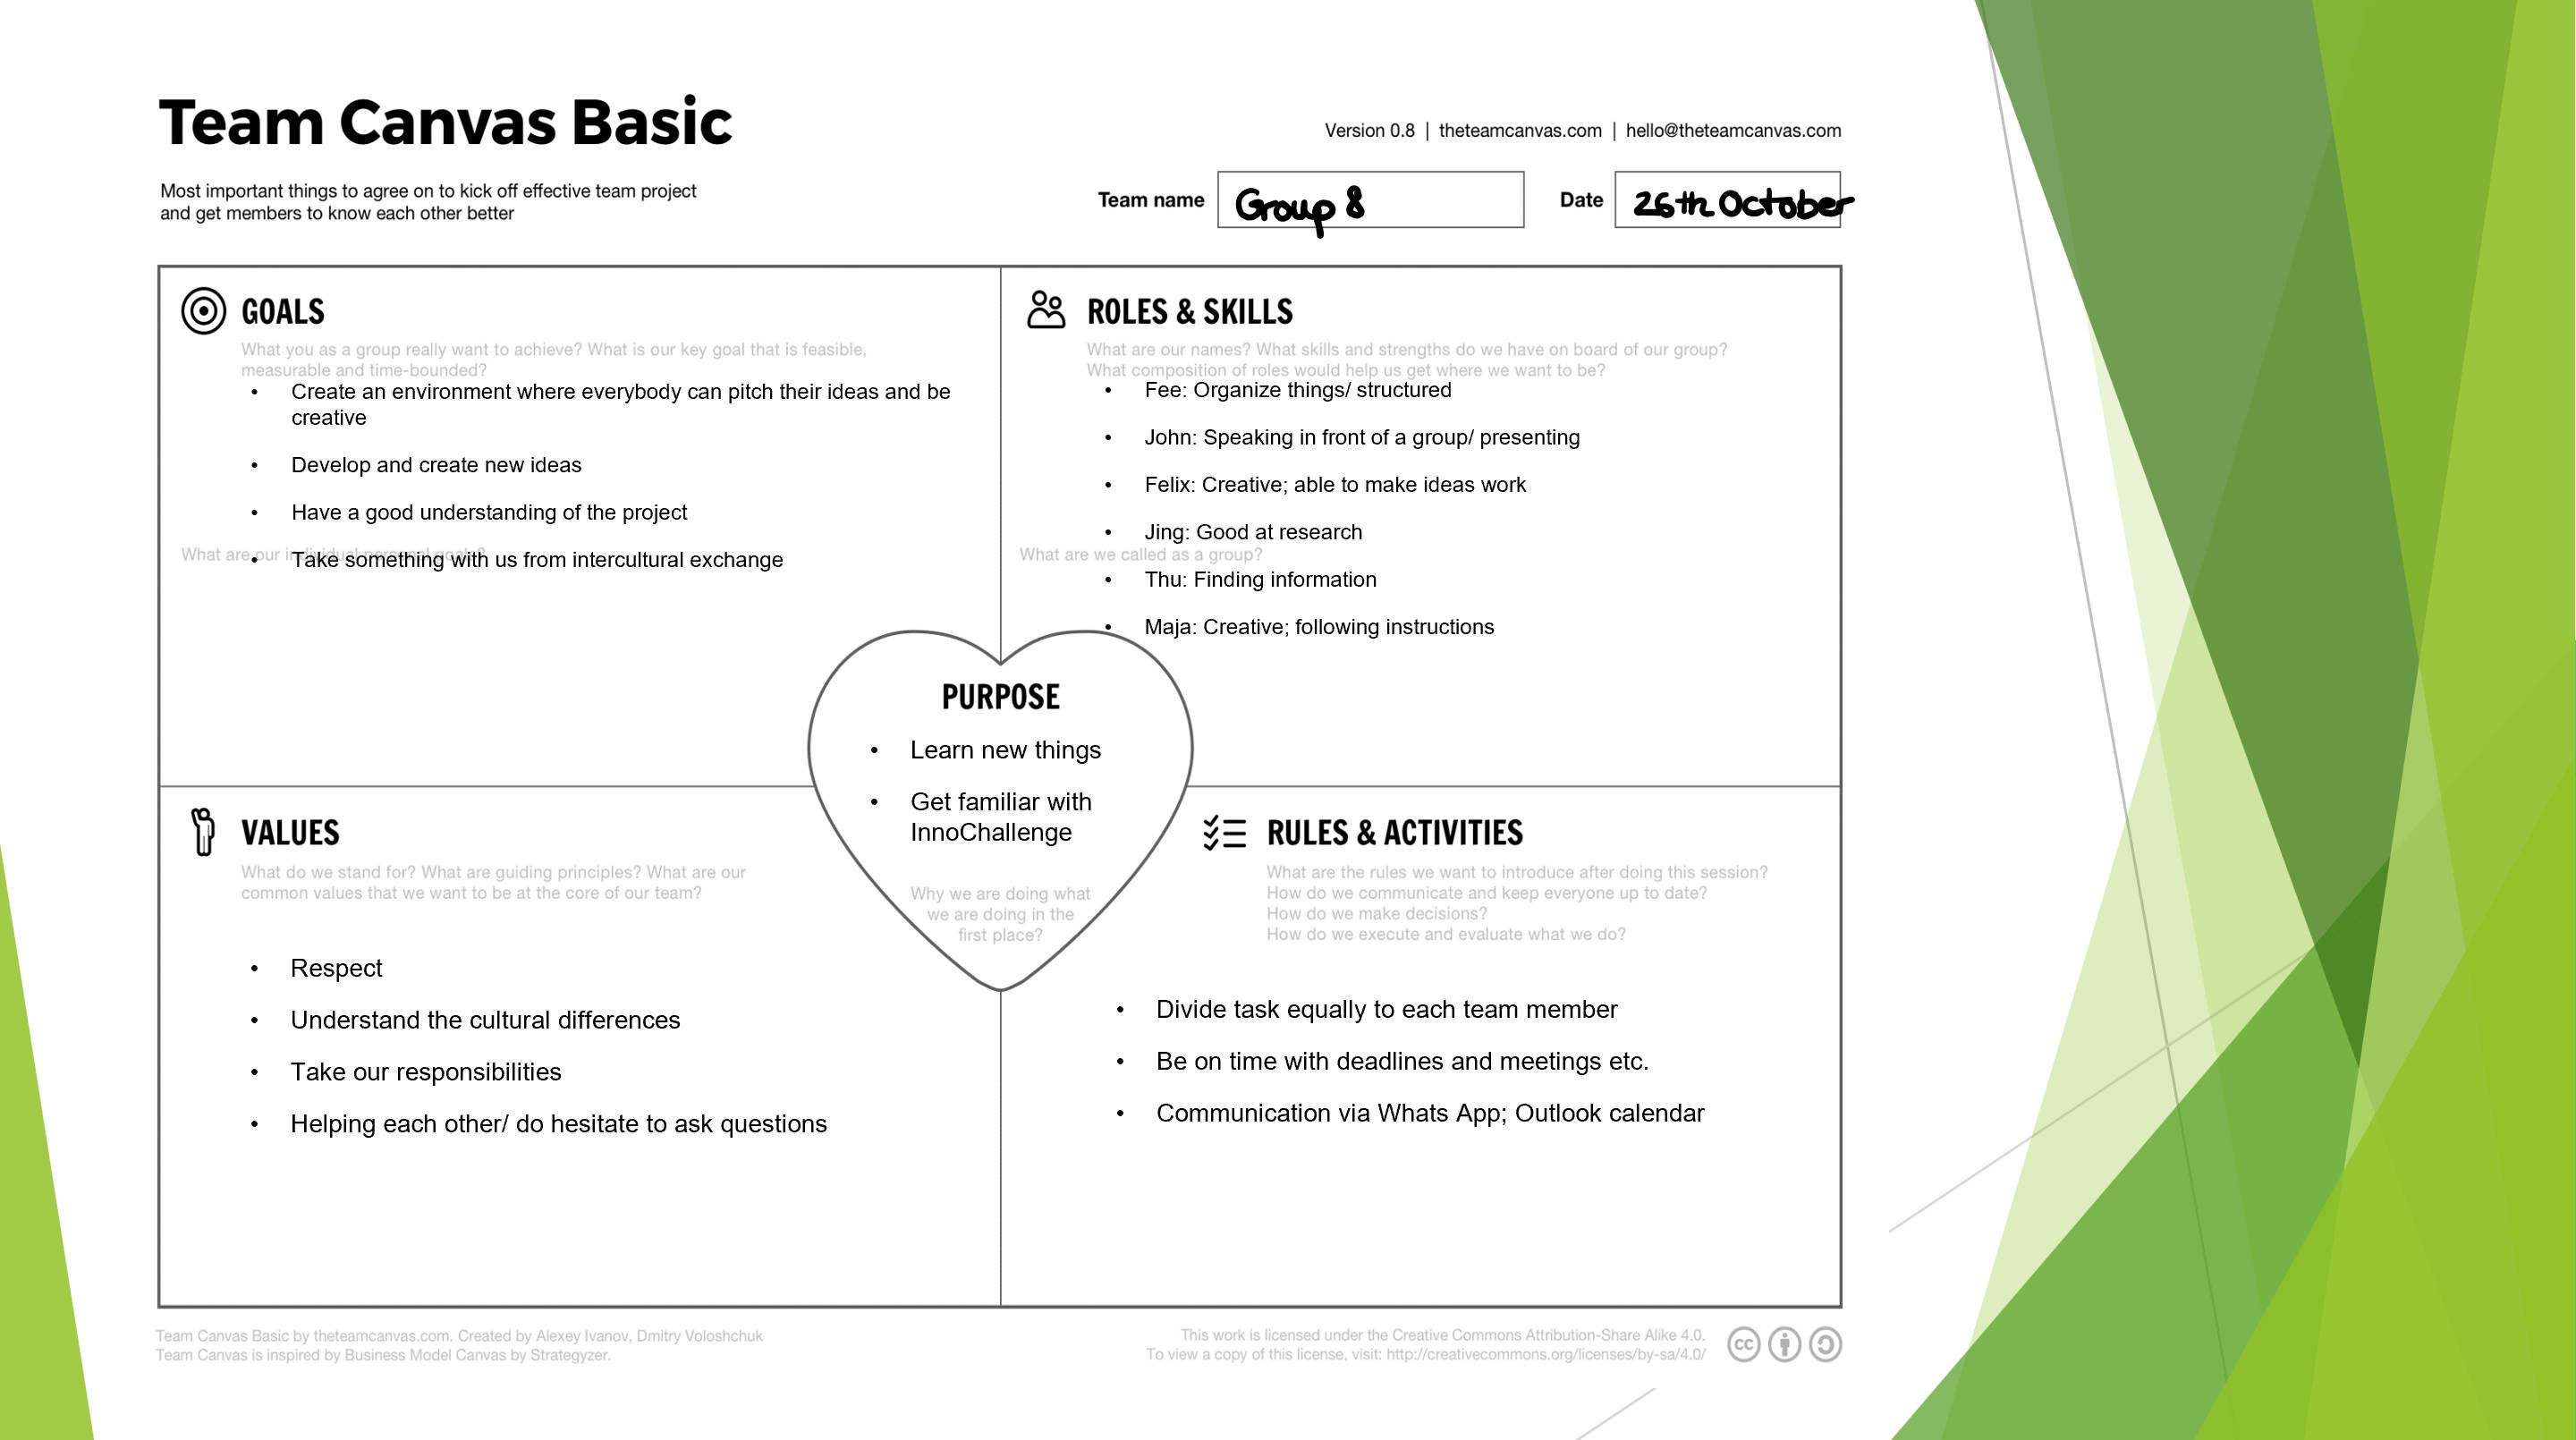 Team Canvas Basic
Version 0.8 | theteamcanvas.com | hello@theteamcanvas.com
Most important things to agree on to kick off effective team project
and get members to know each other better
Team name
Group 8
Date
26th October
GOALS
What you as a group really want to achieve? What is our key goal that is feasible,
measurable and time-bounded?
• Create an environment where everybody can pitch their ideas and be
creative
• Develop and create new ideas
• Have a good understanding of the project
What are our individual personal goals?
• Take something with us from intercultural exchange
ROLES & SKILLS
What are our names? What skills and strengths do we have on board of our group?
What composition of roles would help us get where we want to be?
• Fee: Organize things/ structured
• John: Speaking in front of a group/ presenting
• Felix: Creative; able to make ideas work
• Jing: Good at research
What are we called as a group?
• Thu: Finding information
• Maja: Creative; following instructions
PURPOSE
• Learn new things
• Get familiar with
InnoChallenge
Why we are doing what
we are doing in the
first place?
VALUES
What do we stand for? What are guiding principles? What are our
common values that we want to be at the core of our team?
• Respect
• Understand the cultural differences
• Take our responsibilities
• Helping each other/ do hesitate to ask questions
RULES & ACTIVITIES
What are the rules we want to introduce after doing this session?
How do we communicate and keep everyone up to date?
How do we make decisions?
How do we execute and evaluate what we do?
• Divide task equally to each team member
• Be on time with deadlines and meetings etc.
• Communication via Whats App; Outlook calendar
Team Canvas Basic by theteamcanvas.com. Created by Alexey Ivanov, Dmitry Voloshchuk
Team Canvas is inspired by Business Model Canvas by Strategyzer.
This work is licensed under the Creative Commons Attribution-Share Alike 4.0.
To view a copy of this license, visit: http://creativecommons.org/licenses/by-sa/4.0/
cc